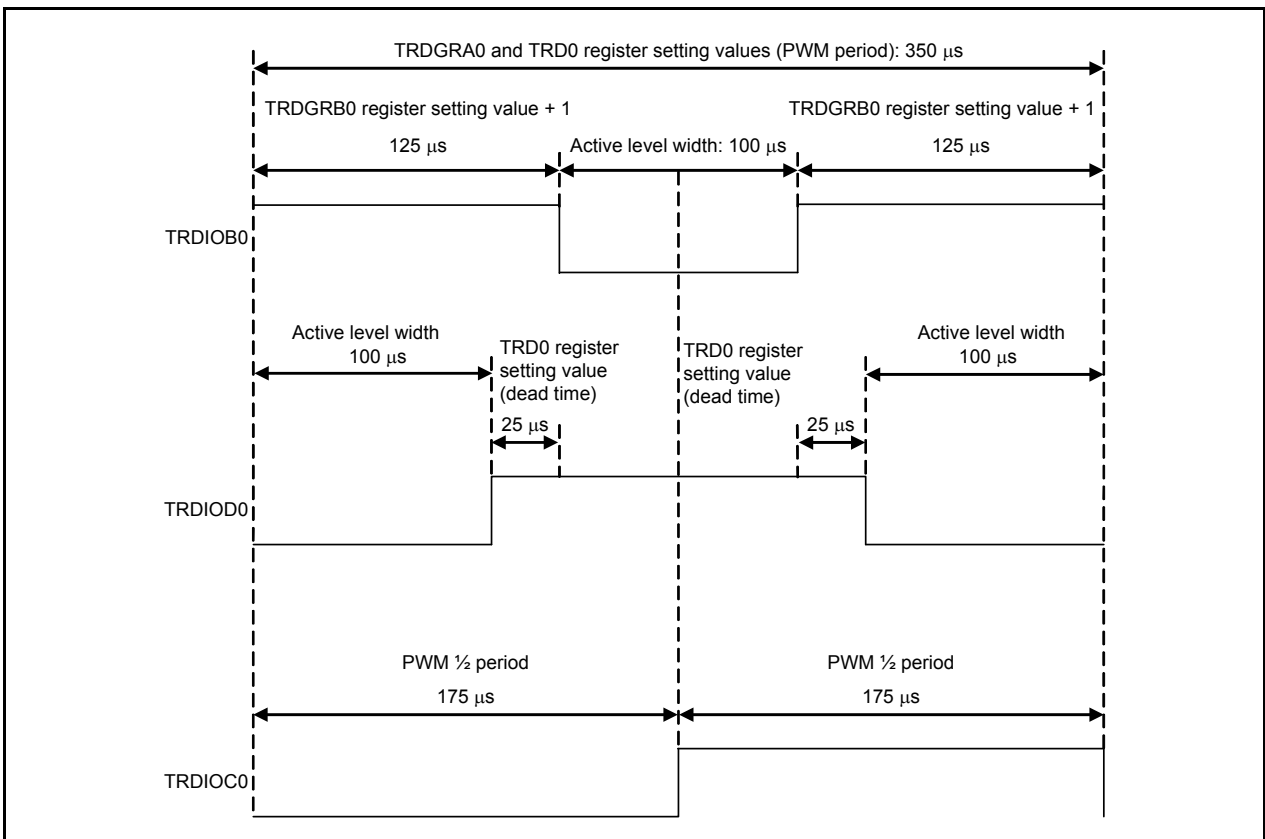 TRDGRA0 and TRD0 register setting values (PWM period): 350 μs
TRDGRB0 register setting value + 1
TRDGRB0 register setting value + 1
125 μs
Active level width: 100 μs
125 μs
TRDIOB0
Active level width
100 μs
TRD0 register
setting value
(dead time)
TRD0 register
setting value
(dead time)
Active level width
100 μs
25 μs
25 μs
TRDIOD0
PWM ½ period
PWM ½ period
175 μs
175 μs
TRDIOC0